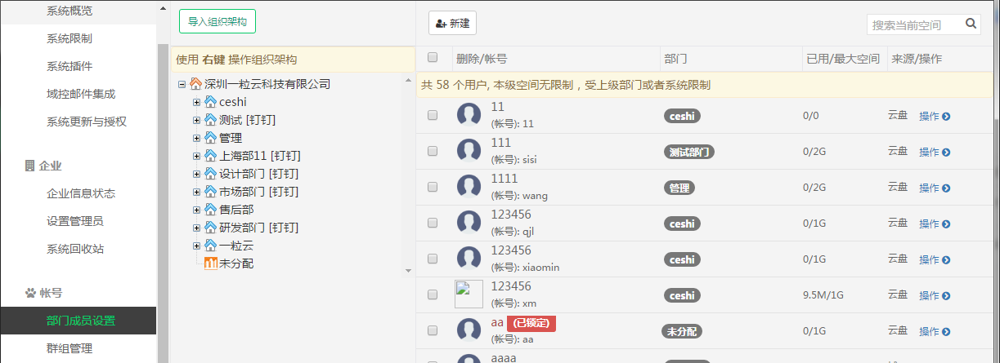 系统概览
系统限制
系统插件
域控邮件集成
系统更新与授权
企业
企业信息状态
设置管理员
系统回收站
帐号
部门成员设置
群组管理
导入组织架构
使用 右键 操作组织架构
深圳一粒云科技有限公司
ceshi
测试 [钉钉]
管理
上海部11 [钉钉]
设计部门 [钉钉]
市场部门 [钉钉]
售后部
研发部门 [钉钉]
一粒云
未分配
新建
搜索当前空间
删除/帐号 部门 已用/最大空间 来源/操作
共 58 个用户, 本级空间无限制，受上级部门或者系统限制
11
(帐号): 11 ceshi 0/0 云盘 操作
111
(帐号): sisi 测试部门 0/2G 云盘 操作
1111
(帐号): wang 管理 0/2G 云盘 操作
123456
(帐号): qjl ceshi 0/1G 云盘 操作
123456
(帐号): xiaomin ceshi 0/1G 云盘 操作
123456
(帐号): xm ceshi 9.5M/1G 云盘 操作
aa (已锁定)
(帐号): aa 未分配 0/1G 云盘 操作
aaaa